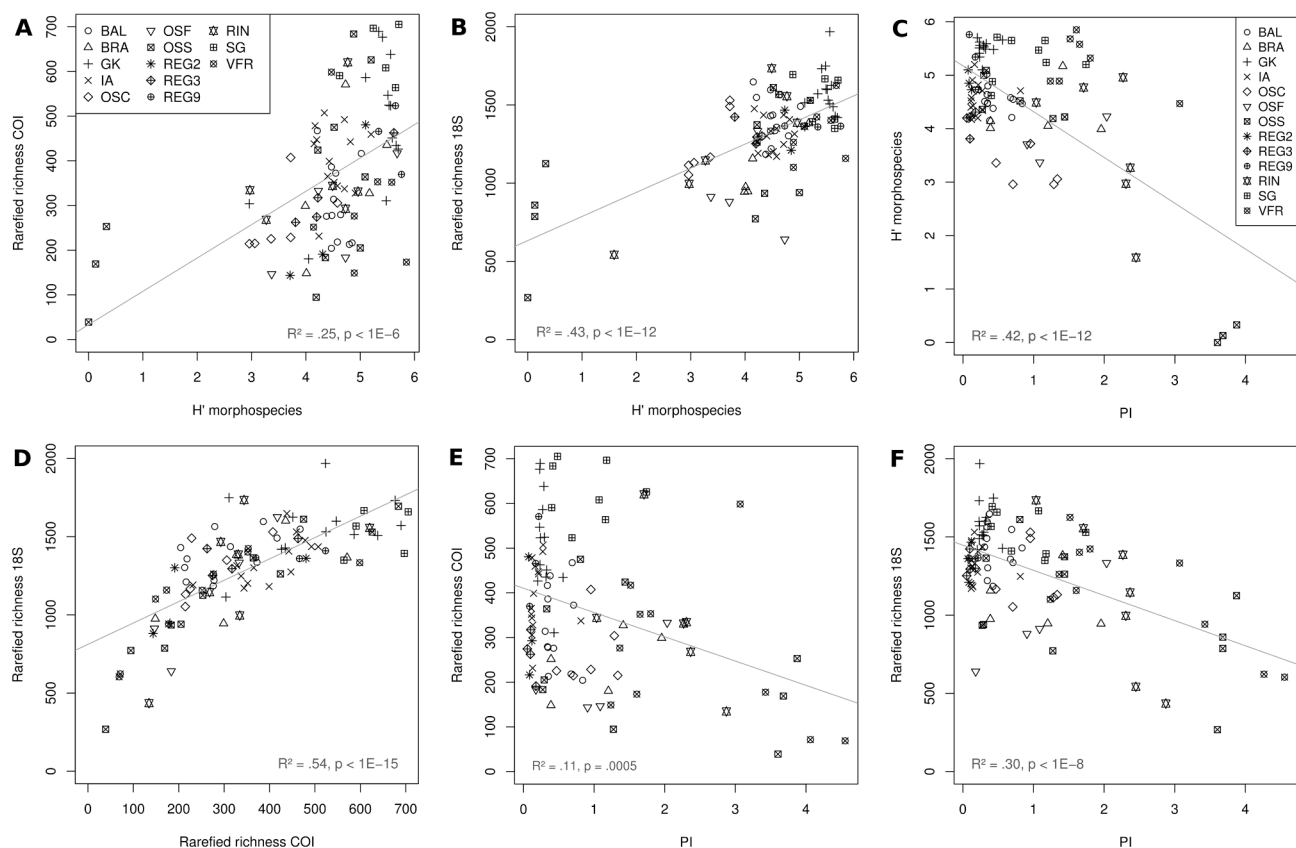 A
BAL OSF RIN
BRA OSS SG
GK REG2 VFR
IA REG3
OSC REG9
Rarefied richness COI
0 100 200 300 400 500 600 700
0 1 2 3 4 5 6
H' morphospecies
R² = .25, p < 1E−6
B
Rarefied richness 18S
0 500 1000 1500 2000
0 1 2 3 4 5 6
H' morphospecies
R² = .43, p < 1E−12
C
H' morphospecies
0 1 2 3 4 5 6
0 1 2 3 4
PI
R² = .42, p < 1E−12
BAL
BRA
GK
IA
OSC
OSF
OSS
REG2
REG3
REG9
RIN
SG
VFR
D
Rarefied richness 18S
0 500 1000 1500 2000
0 100 200 300 400 500 600 700
Rarefied richness COI
R² = .54, p < 1E−15
E
Rarefied richness COI
0 100 200 300 400 500 600 700
0 1 2 3 4
PI
R² = .11, p = .0005
F
Rarefied richness 18S
0 500 1000 1500 2000
0 1 2 3 4
PI
R² = .30, p < 1E−8